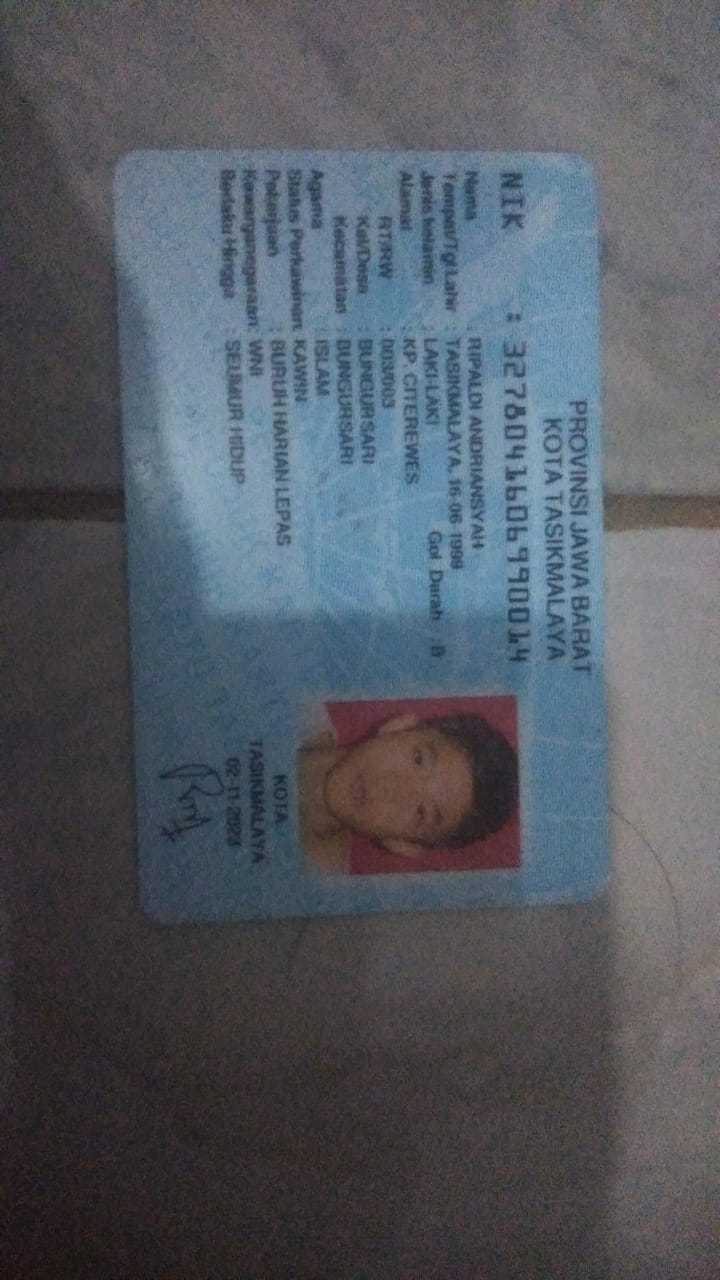 PROVINSI JAWA BARAT
KOTA TASIKMALAYA
NIK : 3278041606990014
Nama : RIPALDI ANDRIANSYAH
Tempat/Tgl Lahir : TASIKMALAYA, 16-06-1999
Jenis kelamin : LAKI-LAKI Gol. Darah : B
Alamat : KP. CITEREWES
RT/RW : 003/003
Kel/Desa : BUNGURSARI
Kecamatan : BUNGURSARI
Agama : ISLAM
Status Perkawinan: KAWIN
Pekerjaan : BURUH HARIAN LEPAS
Kewarganegaraan: WNI
Berlaku Hingga : SEUMUR HIDUP
KOTA
TASIKMALAYA
02-11-2023